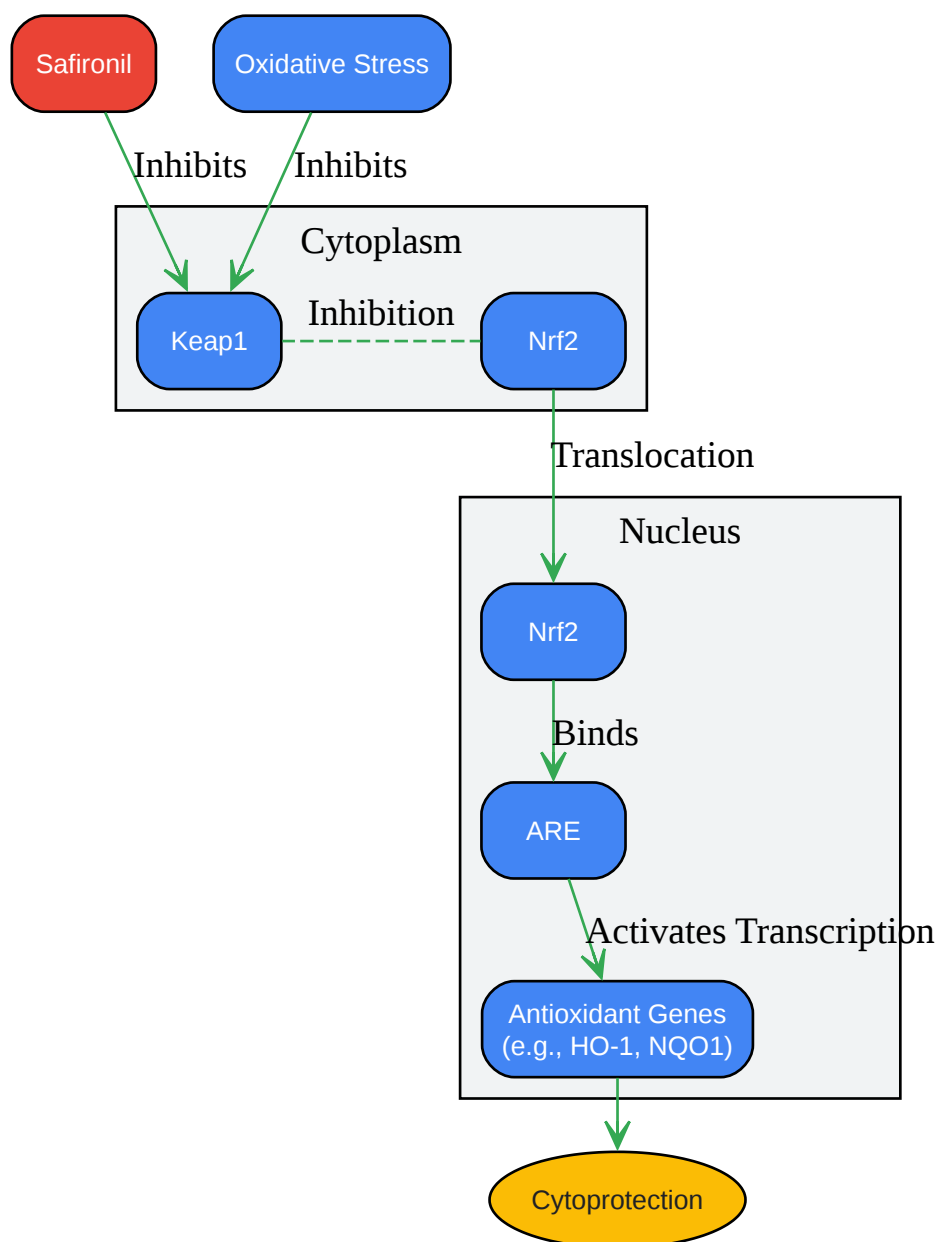 Safironil
Oxidative Stress
Inhibits
Inhibits
Cytoplasm
Inhibition
Keap1
Nrf2
Translocation
Nucleus
Nrf2
Binds
ARE
Activates Transcription
Antioxidant Genes
(e.g., HO-1, NQO1)
Cytoprotection